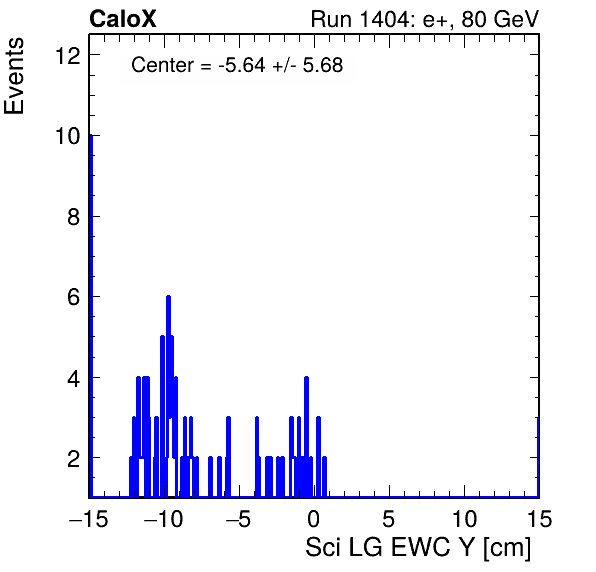 CaloX Run 1404: e+, 80 GeV
Center = -5.64 +/- 5.68
Events
12
10
8
6
4
2
−15 −10 −5 0 5 10 15
Sci LG EWC Y [cm]